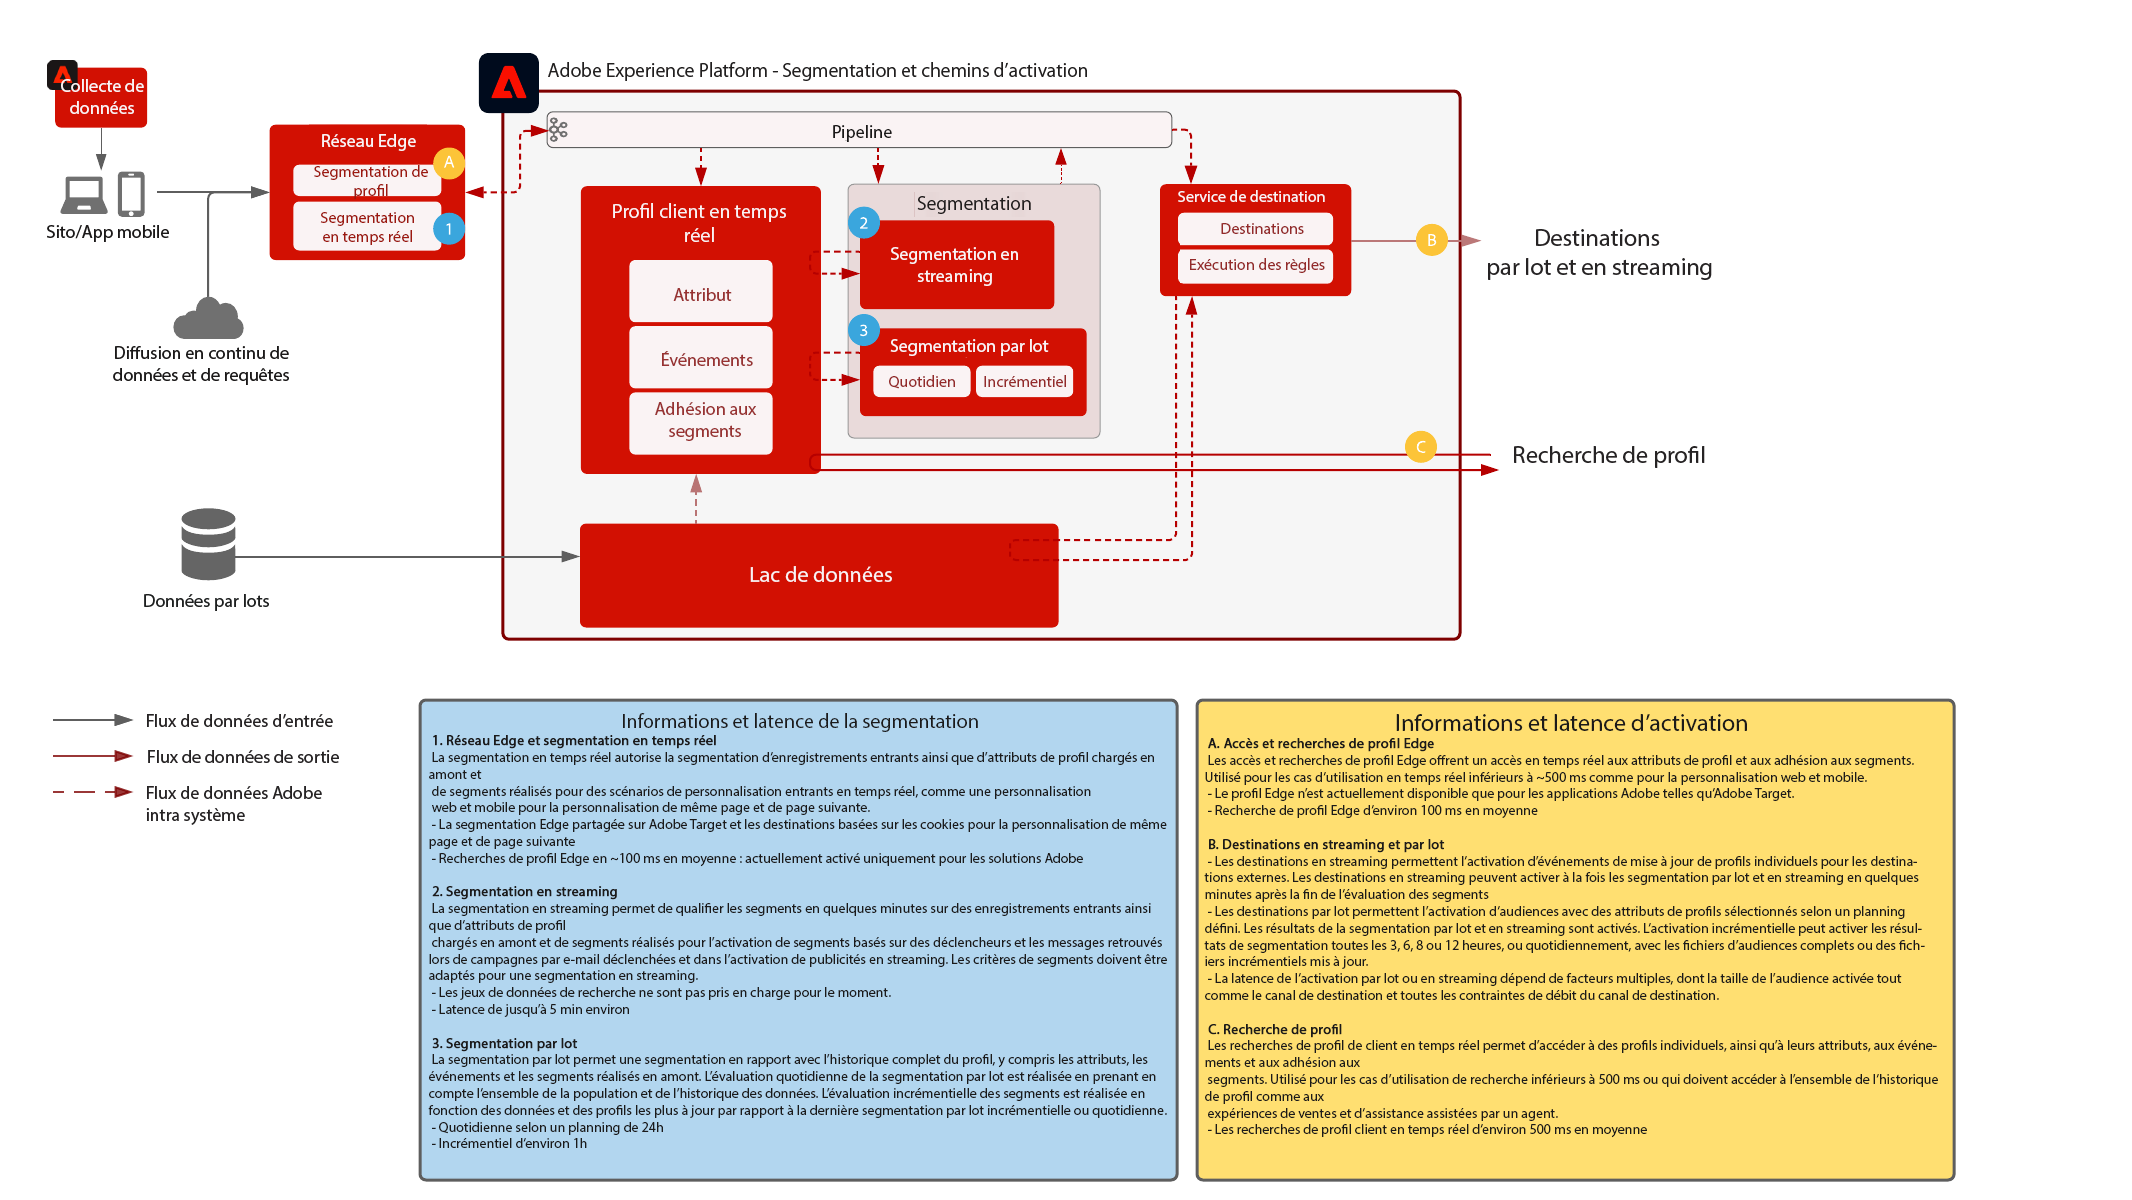 Adobe Experience Platform - Segmentation et chemins d’activation
Collecte de
données
Sito/App mobile
Réseau Edge
Segmentation de
profil
A
Segmentation
en temps réel
1
Diffusion en continu de
données et de requêtes
Données par lots
Pipeline
Profil client en temps
réel
Attribut
Événements
Adhésion aux
segments
Segmentation
2
Segmentation en
streaming
3
Segmentation par lot
Quotidien
Incrémentiel
Service de destination
Destinations
Exécution des règles
B
Destinations
par lot et en streaming
C
Recherche de profil
Lac de données
Flux de données d’entrée
Flux de données de sortie
Flux de données Adobe
intra système
Informations et latence de la segmentation
1. Réseau Edge et segmentation en temps réel
La segmentation en temps réel autorise la segmentation d’enregistrements entrants ainsi que d’attributs de profil chargés en
amont et
de segments réalisés pour des scénarios de personnalisation entrants en temps réel, comme une personnalisation
web et mobile pour la personnalisation de même page et de page suivante.
- La segmentation Edge partagée sur Adobe Target et les destinations basées sur les cookies pour la personnalisation de même
page et de page suivante
- Recherches de profil Edge en ~100 ms en moyenne : actuellement activé uniquement pour les solutions Adobe
2. Segmentation en streaming
La segmentation en streaming permet de qualifier les segments en quelques minutes sur des enregistrements entrants ainsi
que d’attributs de profil
chargés en amont et de segments réalisés pour l’activation de segments basés sur des déclencheurs et les messages retrouvés
lors de campagnes par e-mail déclenchées et dans l’activation de publicités en streaming. Les critères de segments doivent être
adaptés pour une segmentation en streaming.
- Les jeux de données de recherche ne sont pas pris en charge pour le moment.
- Latence de jusqu’à 5 min environ
3. Segmentation par lot
La segmentation par lot permet une segmentation en rapport avec l’historique complet du profil, y compris les attributs, les
événements et les segments réalisés en amont. L’évaluation quotidienne de la segmentation par lot est réalisée en prenant en
compte l’ensemble de la population et de l’historique des données. L’évaluation incrémentielle des segments est réalisée en
fonction des données et des profils les plus à jour par rapport à la dernière segmentation par lot incrémentielle ou quotidienne.
- Quotidienne selon un planning de 24h
- Incrémentiel d’environ 1h
Informations et latence d’activation
A. Accès et recherches de profil Edge
Les accès et recherches de profil Edge offrent un accès en temps réel aux attributs de profil et aux adhésion aux segments.
Utilisé pour les cas d’utilisation en temps réel inférieurs à ~500 ms comme pour la personnalisation web et mobile.
- Le profil Edge n’est actuellement disponible que pour les applications Adobe telles qu’Adobe Target.
- Recherche de profil Edge d’environ 100 ms en moyenne
B. Destinations en streaming et par lot
- Les destinations en streaming permettent l’activation d’événements de mise à jour de profils individuels pour les destina-
tions externes. Les destinations en streaming peuvent activer à la fois les segmentation par lot et en streaming en quelques
minutes après la fin de l’évaluation des segments
- Les destinations par lot permettent l’activation d’audiences avec des attributs de profils sélectionnés selon un planning
défini. Les résultats de la segmentation par lot et en streaming sont activés. L’activation incrémentielle peut activer les résul-
tats de segmentation toutes les 3, 6, 8 ou 12 heures, ou quotidiennement, avec les fichiers d’audiences complets ou des fich-
iers incrémentiels mis à jour.
- La latence de l’activation par lot ou en streaming dépend de facteurs multiples, dont la taille de l’audience activée tout
comme le canal de destination et toutes les contraintes de débit du canal de destination.
C. Recherche de profil
Les recherches de profil de client en temps réel permet d’accéder à des profils individuels, ainsi qu’à leurs attributs, aux événe-
ments et aux adhésion aux
segments. Utilisé pour les cas d’utilisation de recherche inférieurs à 500 ms ou qui doivent accéder à l’ensemble de l’historique
de profil comme aux
expériences de ventes et d’assistance assistées par un agent.
- Les recherches de profil client en temps réel d’environ 500 ms en moyenne